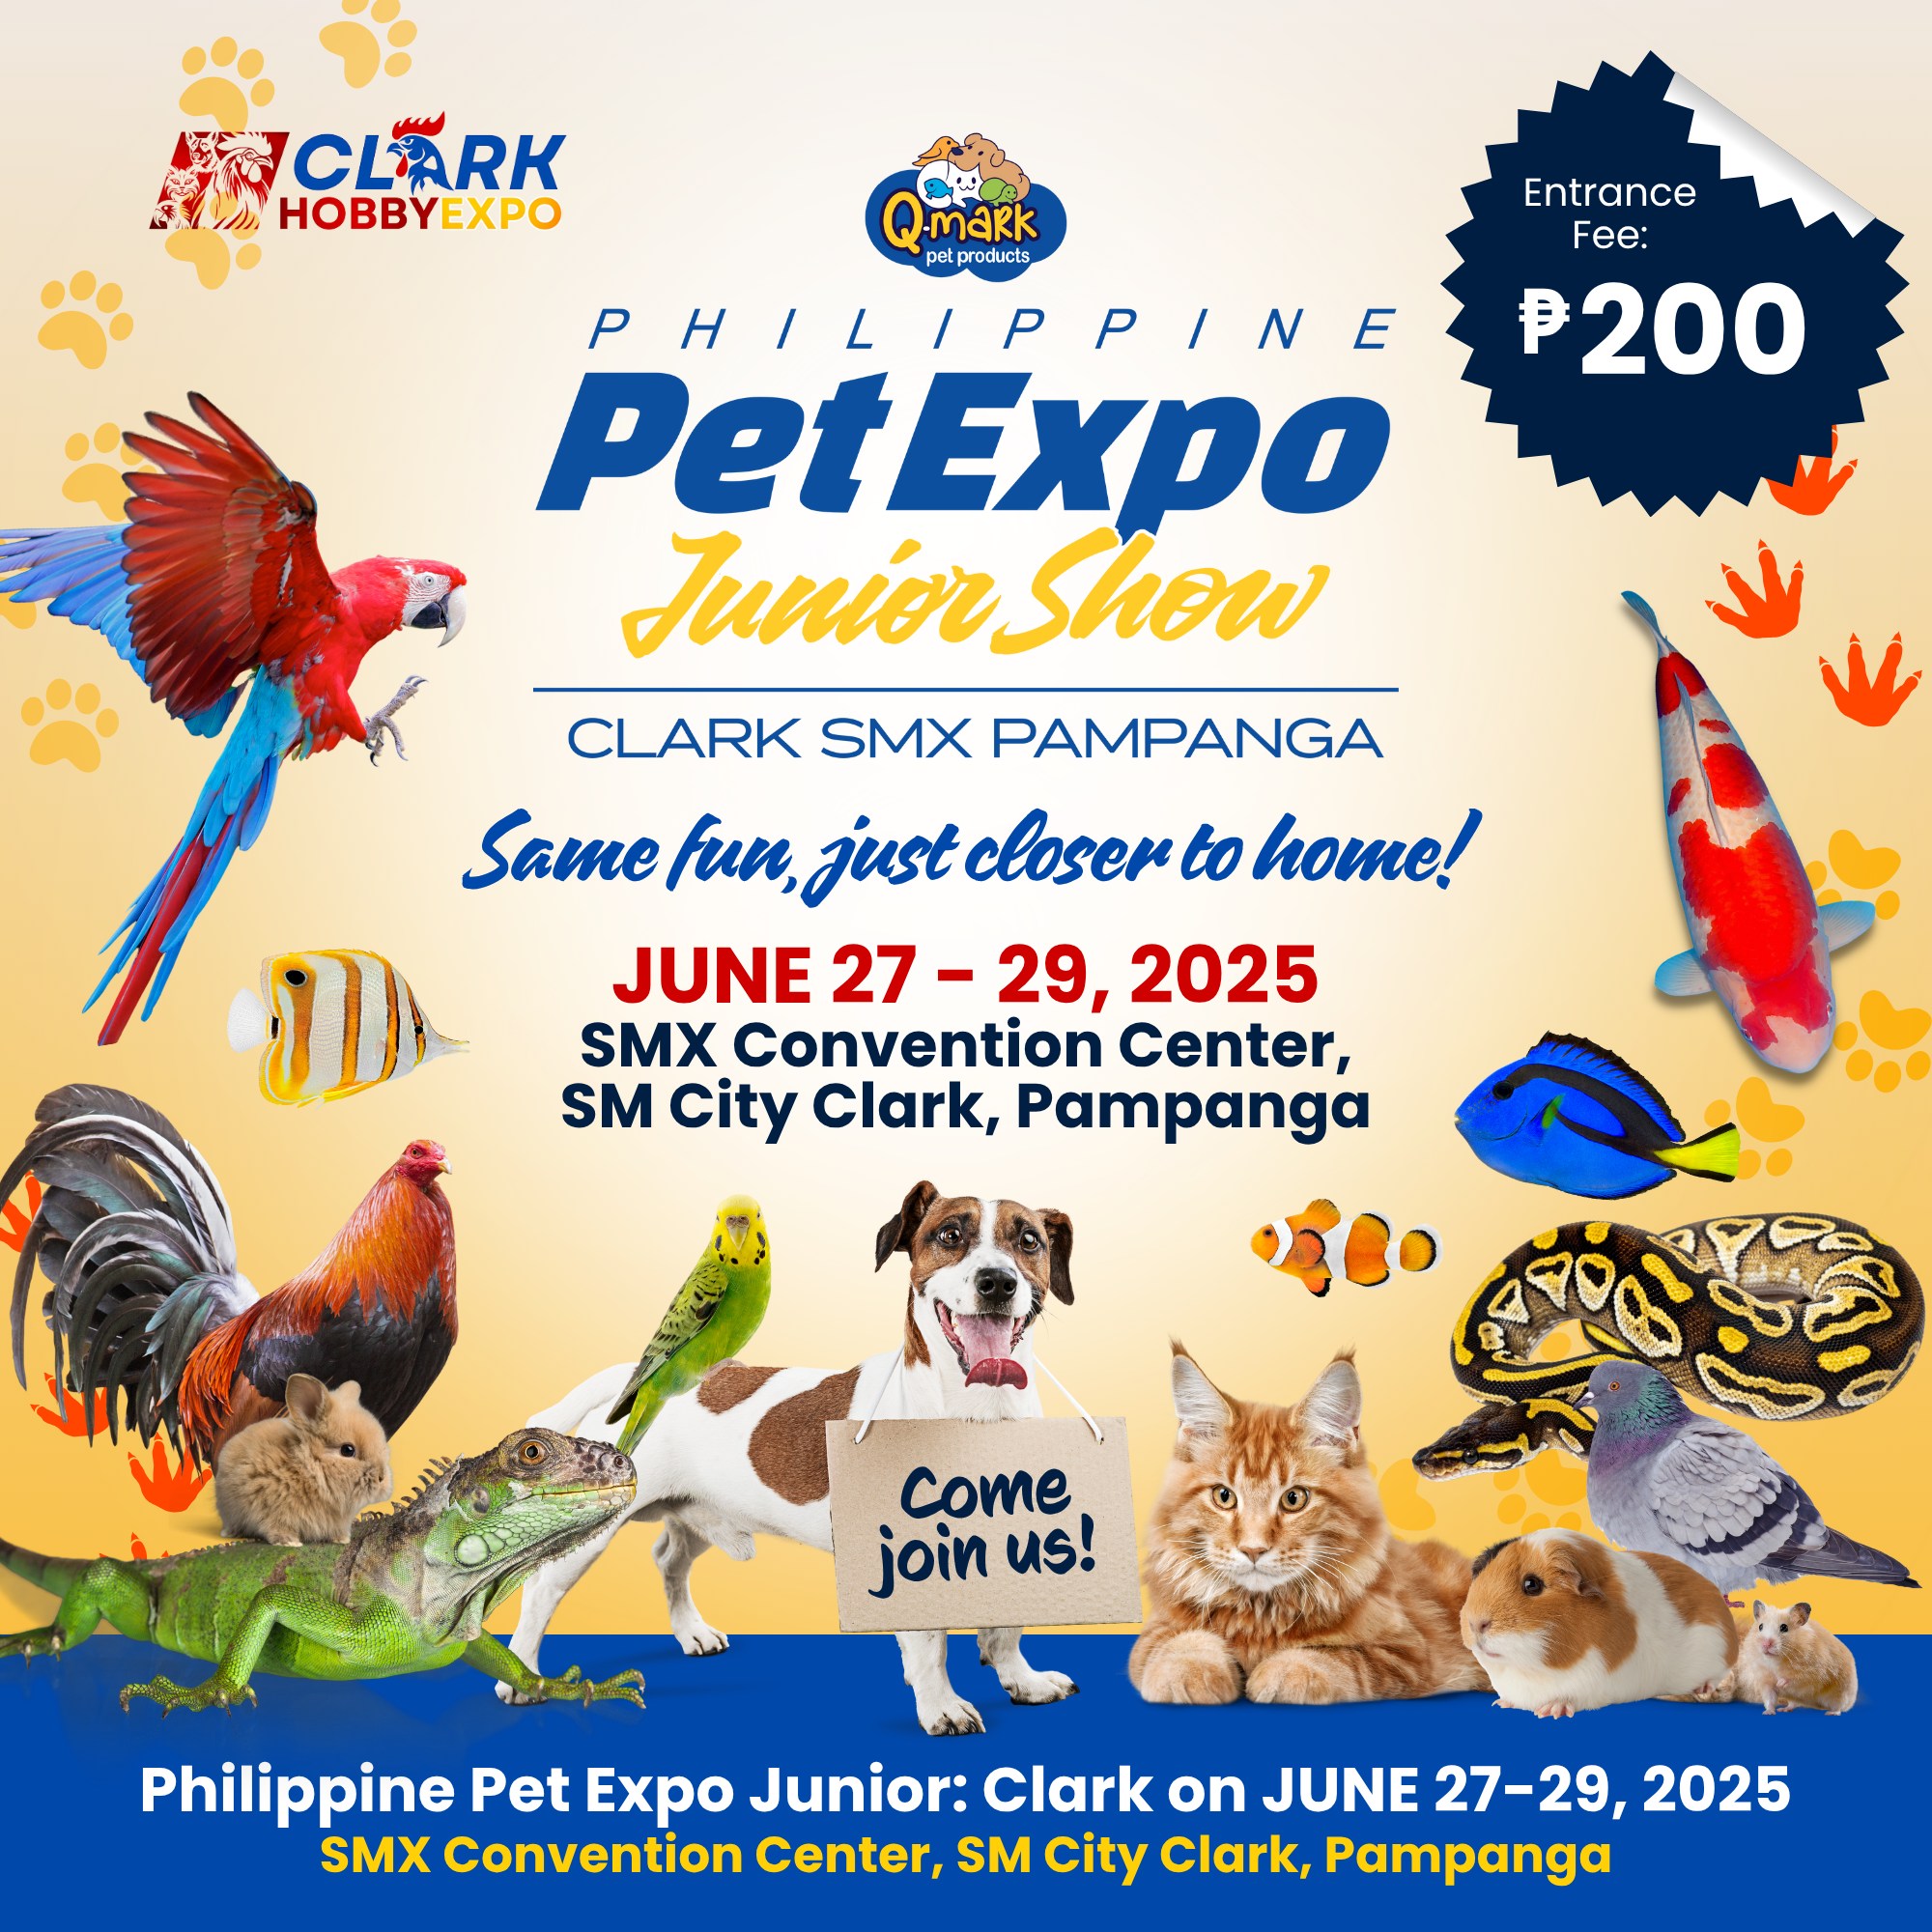 CLARK
HOBBYEXPO
Q-mark
pet products
Entrance
Fee:
₱200
PHILIPPINE
Pet Expo
Junior Show
CLARK SMX PAMPANGA
Same fun, just closer to home!
JUNE 27 - 29, 2025
SMX Convention Center,
SM City Clark, Pampanga
Come
join us!
Philippine Pet Expo Junior: Clark on JUNE 27-29, 2025
SMX Convention Center, SM City Clark, Pampanga